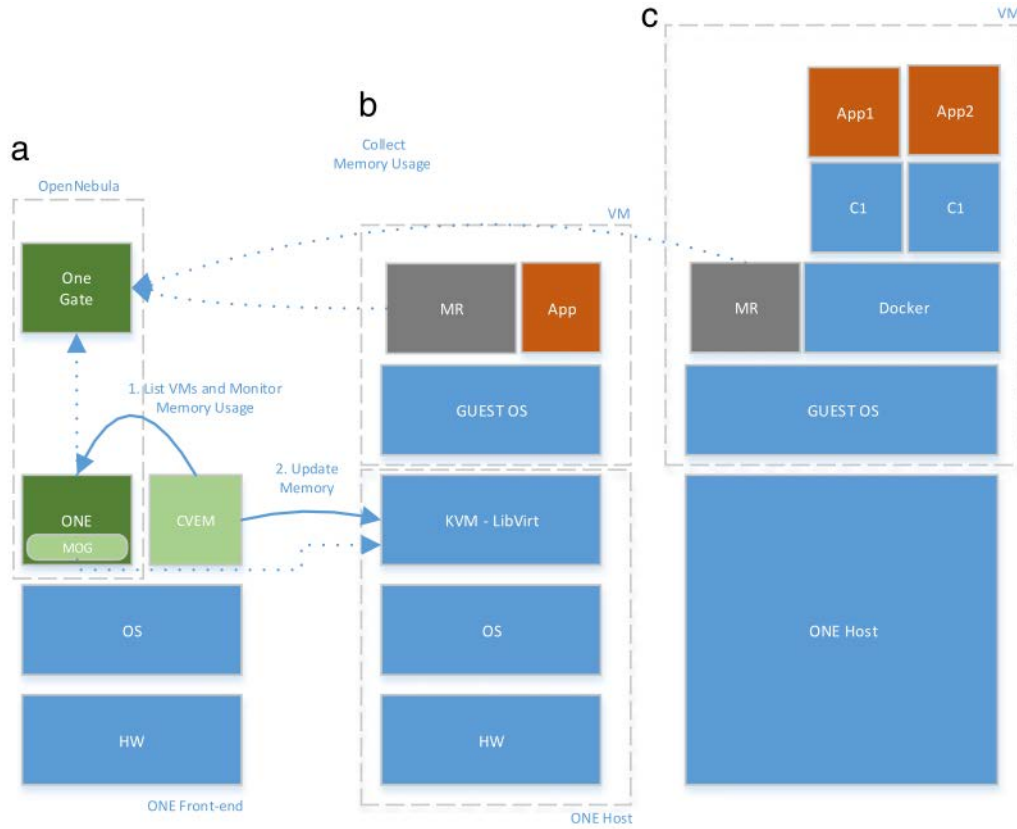 a
OpenNebula
One
Gate
1. List VMs and Monitor
Memory Usage
ONE
MOG
CVEM
OS
HW
ONE Front-end
b
Collect
Memory Usage
VM
MR
App
GUEST OS
2. Update
Memory
KVM - LibVirt
OS
HW
ONE Host
c
VM
App1
App2
C1
C1
MR
Docker
GUEST OS
ONE Host